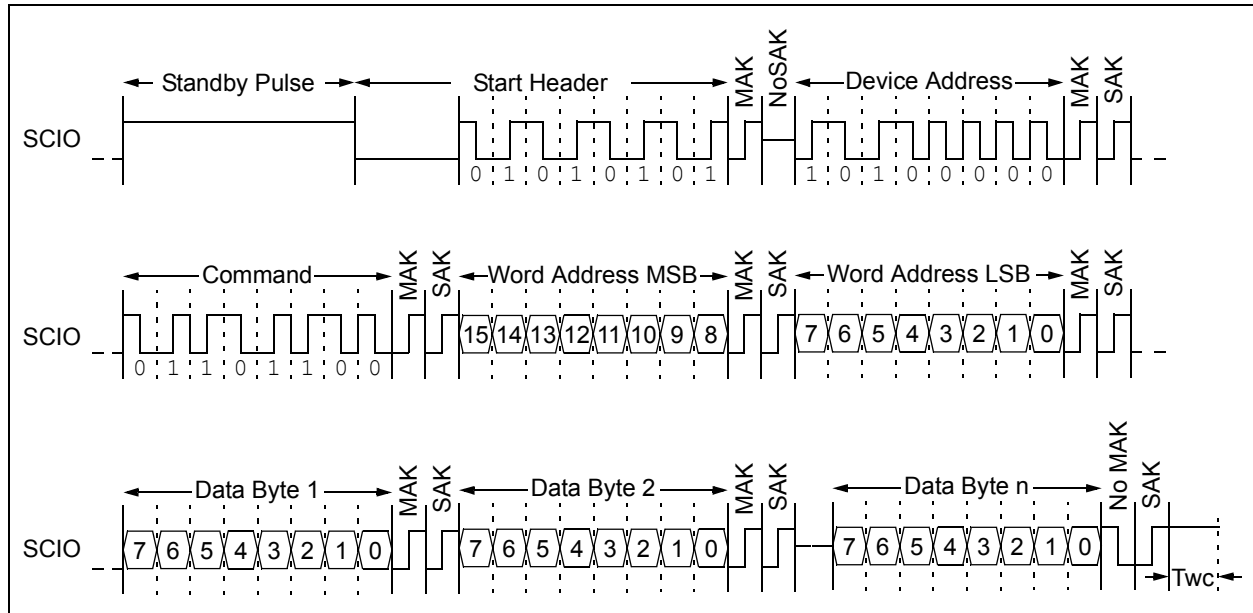 Standby Pulse Start Header MAK NoSAK Device Address MAK SAK
SCIO
0 1 0 1 0 1 0 1 1 0 1 0 0 0 0 0
Command MAK SAK Word Address MSB MAK SAK Word Address LSB MAK SAK
SCIO
15 14 13 12 11 10 9 8 7 6 5 4 3 2 1 0
0 1 1 0 1 1 0 0
Data Byte 1 MAK SAK Data Byte 2 MAK SAK Data Byte n No MAK SAK
SCIO
7 6 5 4 3 2 1 0 7 6 5 4 3 2 1 0 7 6 5 4 3 2 1 0
Twc